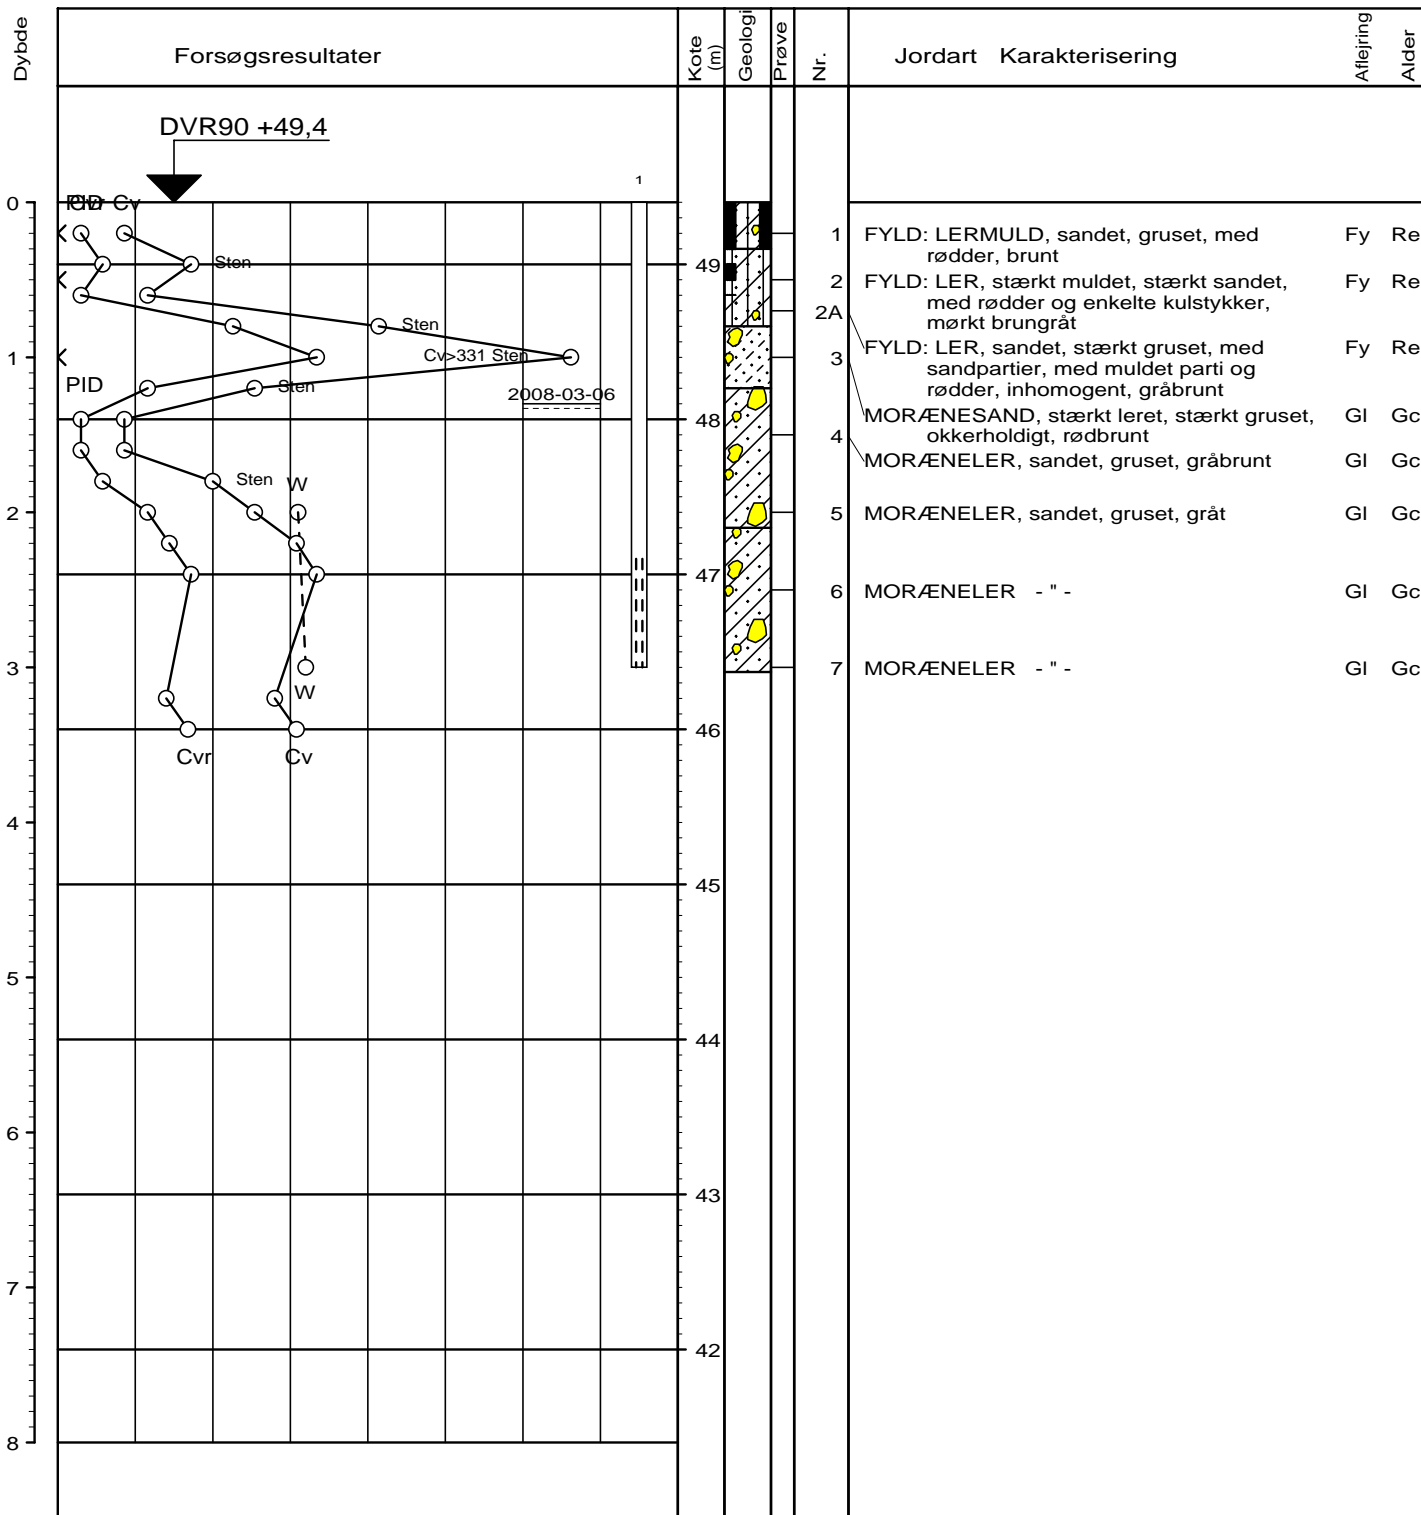 Dybde
Forsøgsresultater
Kote (m)
Geologi
Prøve
Nr.
Jordart Karakterisering
Aflejring
Alder
DVR90 +49,4
1
0
PID Cvr Cv
1 FYLD: LERMULD, sandet, gruset, med Fy Re
rødder, brunt
Sten
49
2 FYLD: LER, stærkt muldet, stærkt sandet, Fy Re
med rødder og enkelte kulstykker,
mørkt brungråt
2A
Sten
1
Cv>331 Sten
3 FYLD: LER, sandet, stærkt gruset, med Fy Re
sandpartier, med muldet parti og
rødder, inhomogent, gråbrunt
PID
Sten
2008-03-06
48
MORÆNESAND, stærkt leret, stærkt gruset, Gl Gc
okkerholdigt, rødbrunt
4
MORÆNELER, sandet, gruset, gråbrunt Gl Gc
Sten
W
2
5 MORÆNELER, sandet, gruset, gråt Gl Gc
47
6 MORÆNELER - " - Gl Gc
3
7 MORÆNELER - " - Gl Gc
W
46
Cvr
Cv
4
45
5
44
6
43
7
42
8